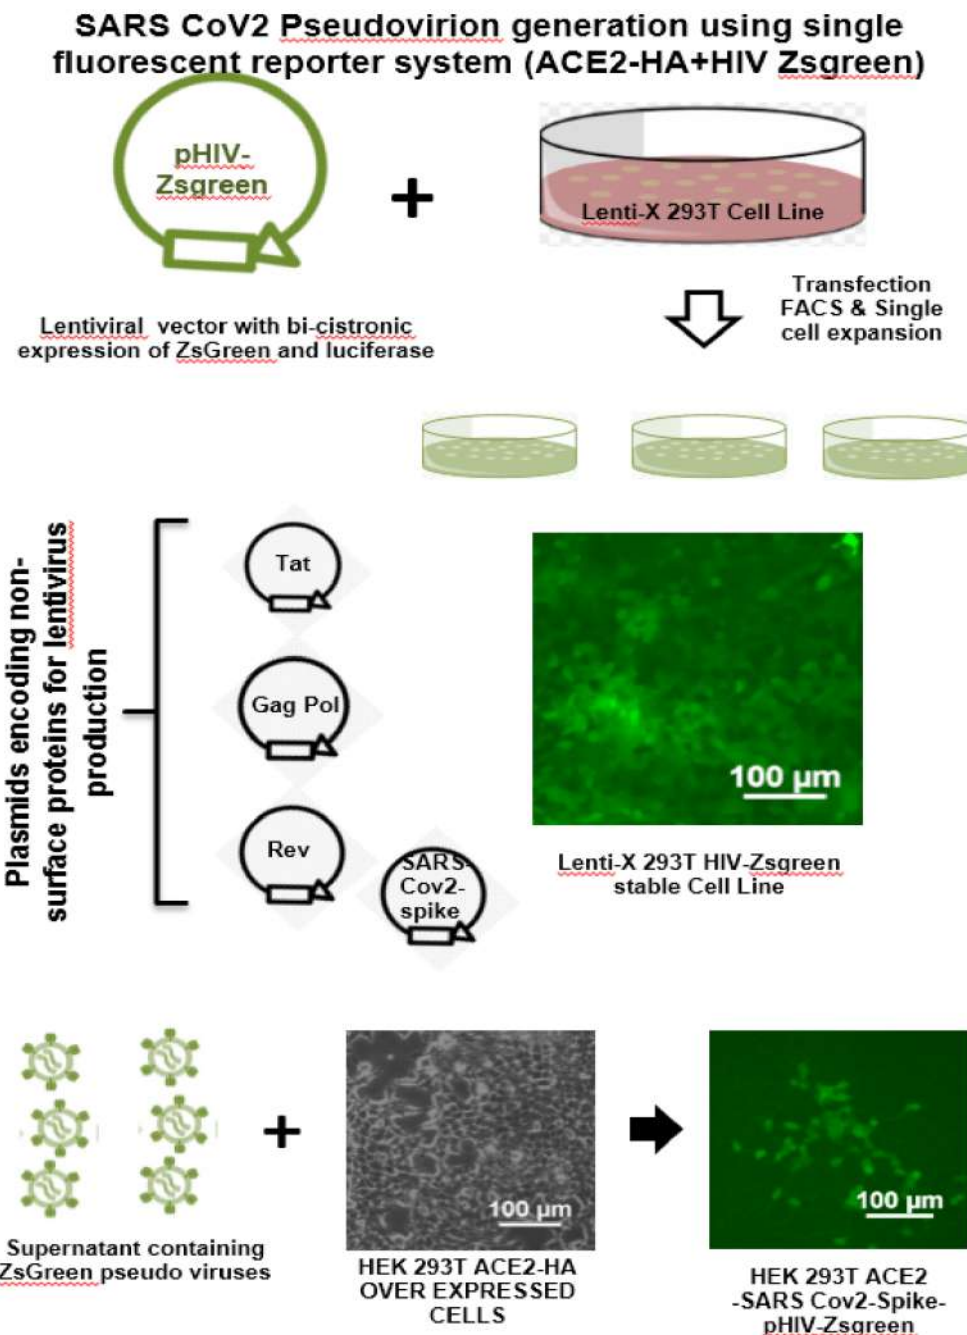 SARS CoV2 Pseudovirion generation using single
fluorescent reporter system (ACE2-HA+HIV Zsgreen)
pHIV-
Zsgreen
+
Lenti-X 293T Cell Line
Lentiviral vector with bi-cistronic
expression of ZsGreen and luciferase
Transfection
FACS & Single
cell expansion
Plasmids encoding non-
surface proteins for lentivirus
production
Tat
Gag Pol
Rev
SARS-
Cov2-
spike
100 µm
Lenti-X 293T HIV-Zsgreen
stable Cell Line
Supernatant containing
ZsGreen pseudo viruses
+
100 µm
HEK 293T ACE2-HA
OVER EXPRESSED
CELLS
100 µm
HEK 293T ACE2
-SARS Cov2-Spike-
pHIV-Zsgreen